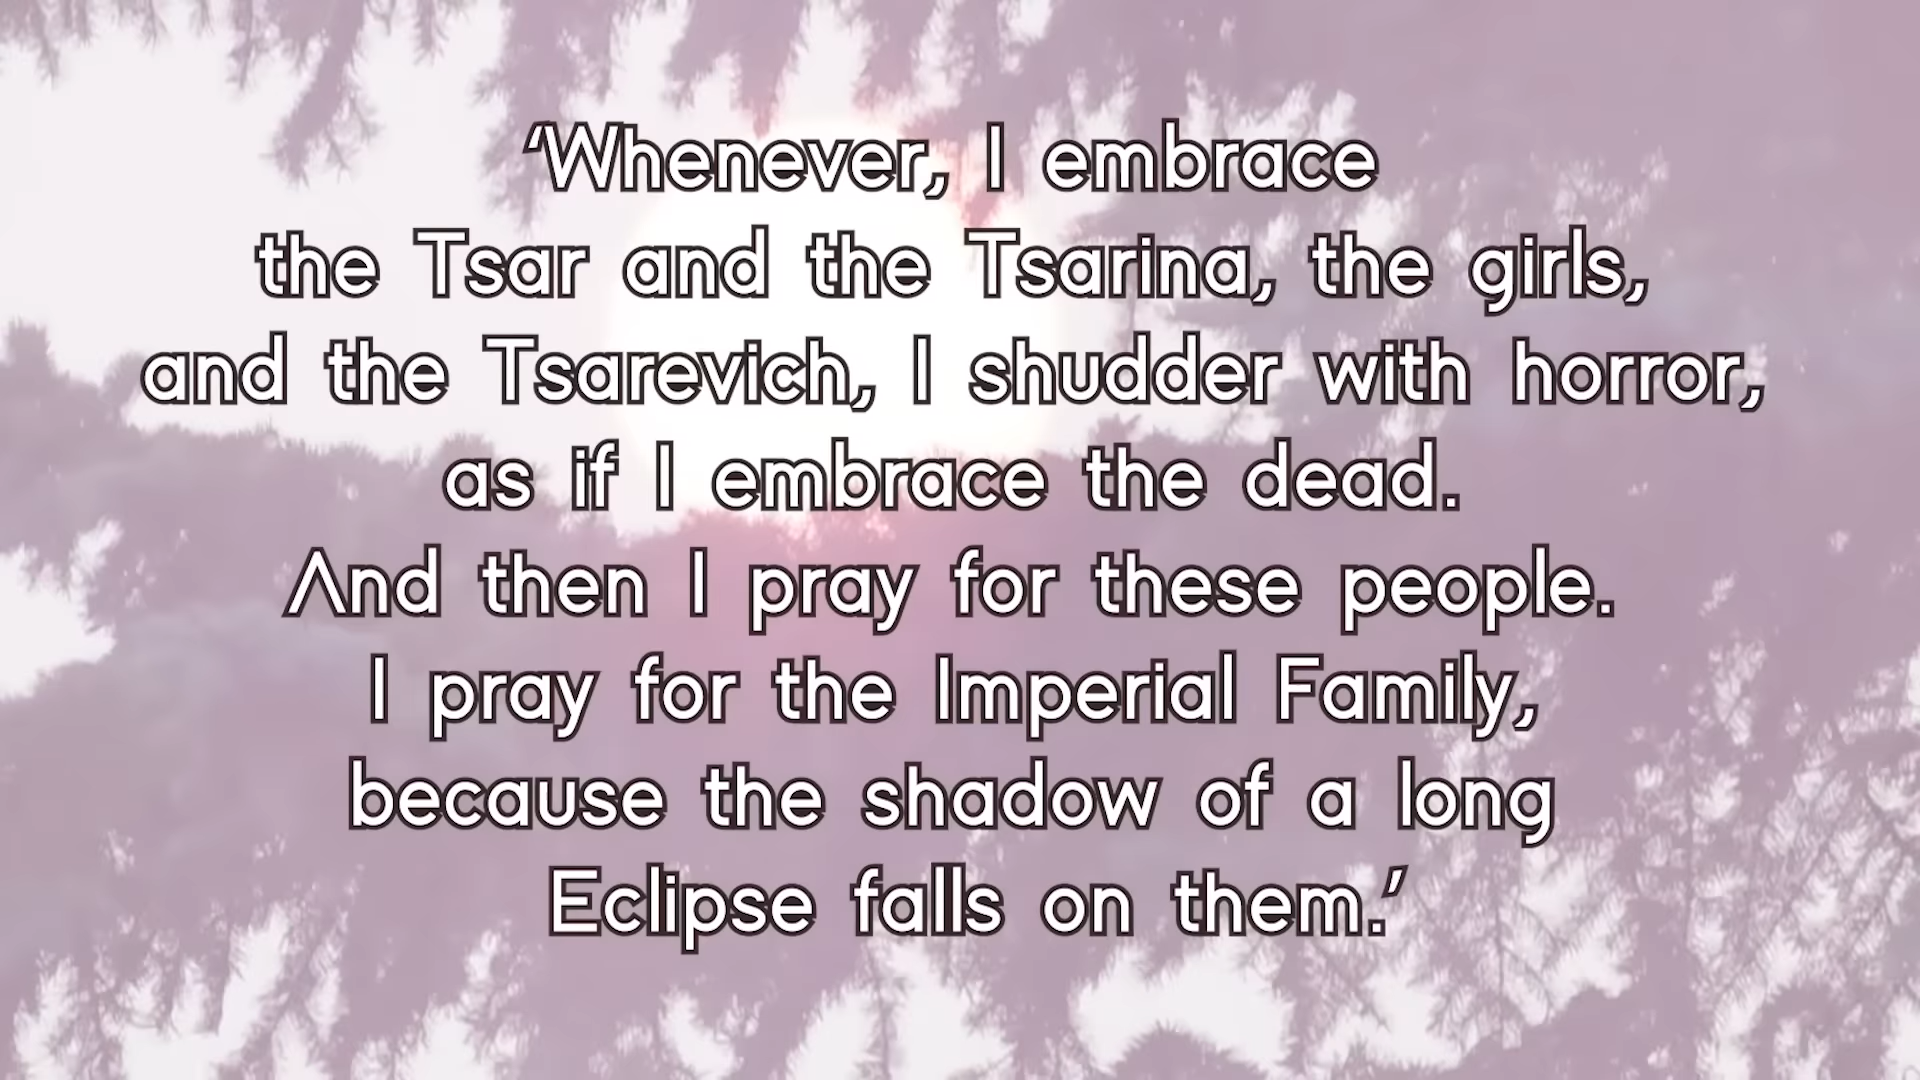 ‘Whenever, I embrace
the Tsar and the Tsarina, the girls,
and the Tsarevich, I shudder with horror,
as if I embrace the dead.
And then I pray for these people.
I pray for the Imperial Family,
because the shadow of a long
Eclipse falls on them.’